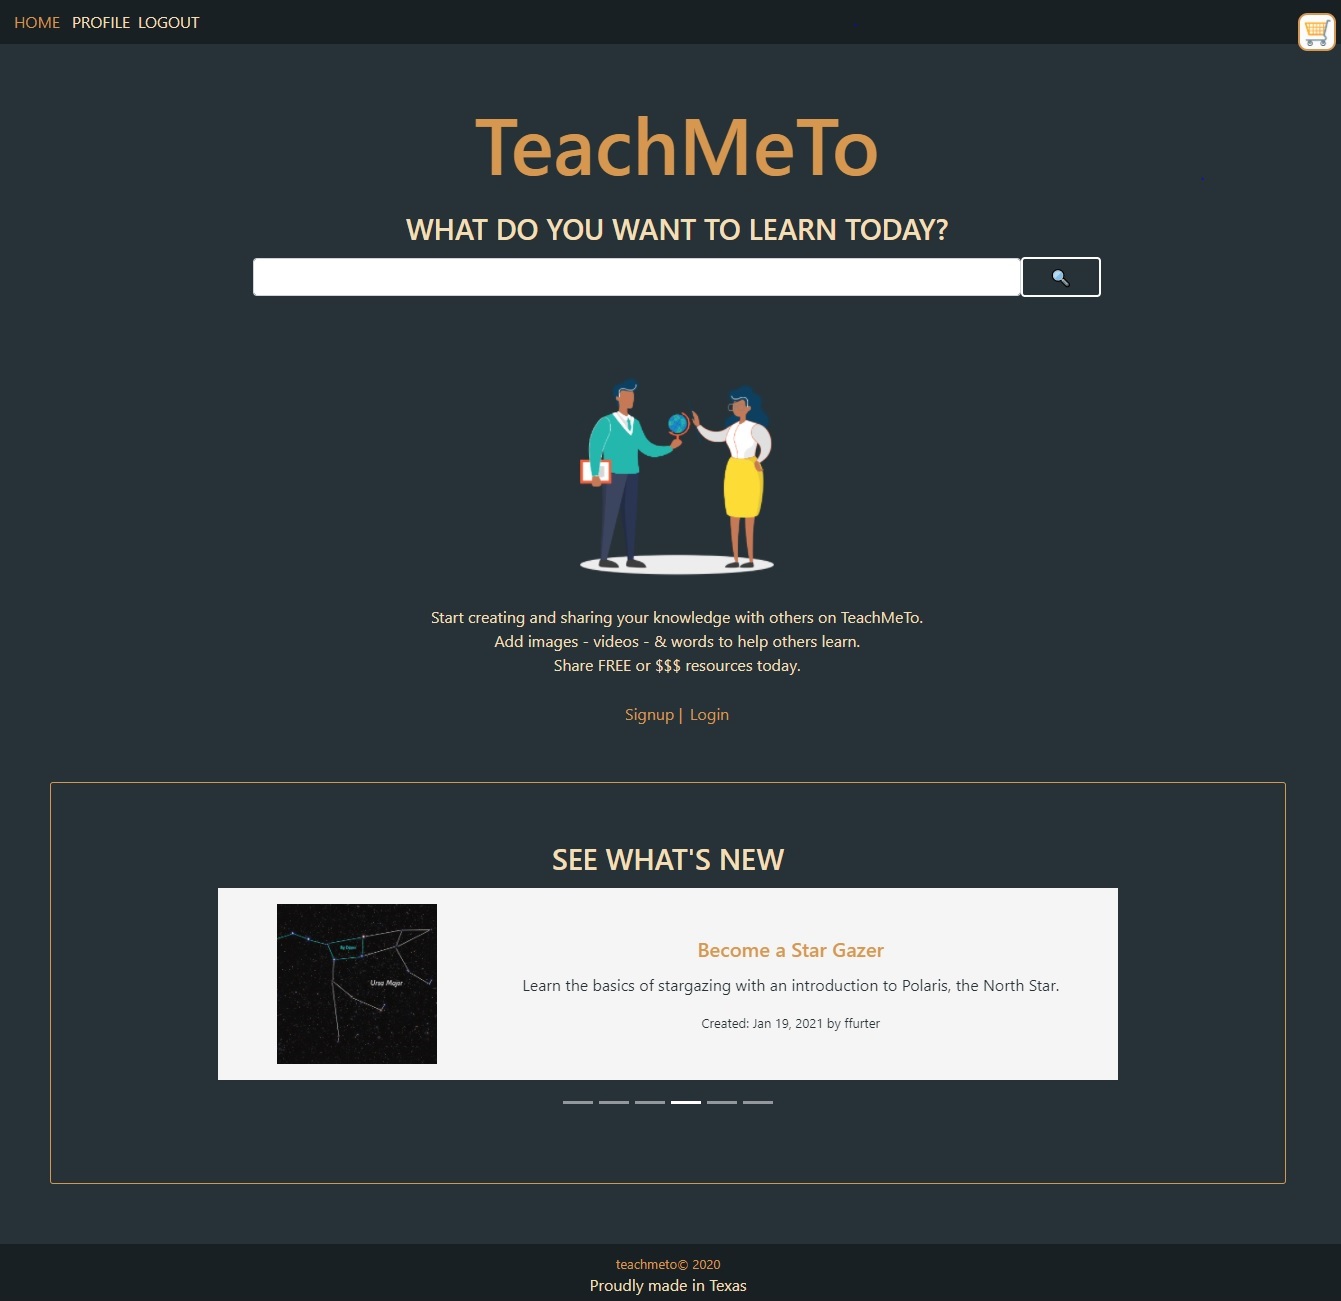 HOME PROFILE LOGOUT
TeachMeTo
WHAT DO YOU WANT TO LEARN TODAY?
Start creating and sharing your knowledge with others on TeachMeTo.
Add images - videos - & words to help others learn.
Share FREE or $$$ resources today.
Signup | Login
SEE WHAT'S NEW
Ursa Major
Become a Star Gazer
Learn the basics of stargazing with an introduction to Polaris, the North Star.
Created: Jan 19, 2021 by ffurter
teachmeto© 2020
Proudly made in Texas